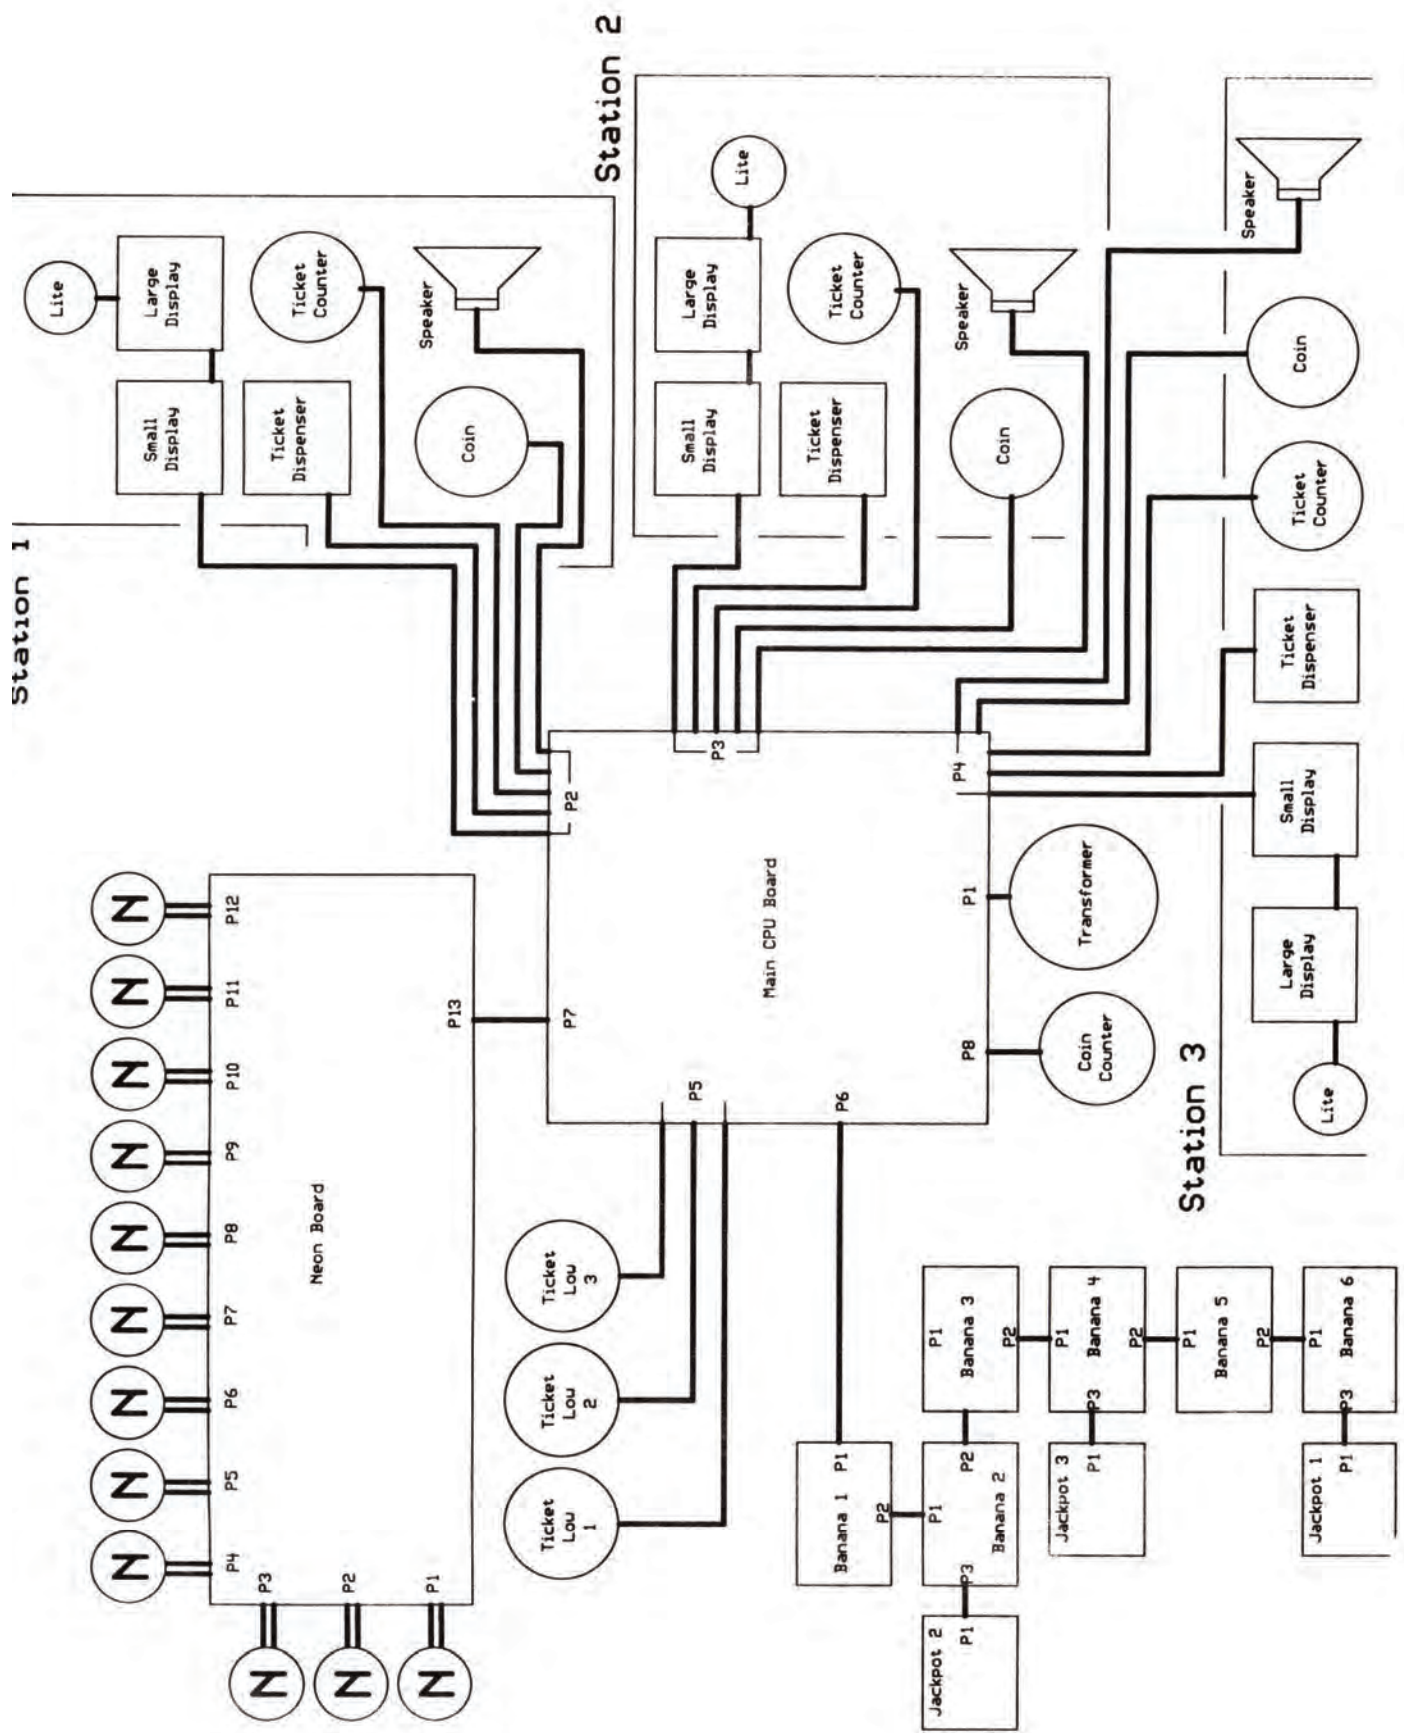 N
N
N
N
N
N
N
N
N
N
N
N
P1
P2
P3
P4
P5
P6
P7
P8
P9
P10
P11
P12
P13
Neon Board
Station 1
Lite
Large
Display
Small
Display
Ticket
Counter
Ticket
Dispenser
Speaker
Coin
Station 2
Lite
Large
Display
Small
Display
Ticket
Counter
Ticket
Dispenser
Speaker
Coin
Main CPU Board
P7
P2
P3
P4
P5
P6
P8
P1
Ticket
Low
1
Ticket
Low
2
Ticket
Low
3
Coin
Counter
Transformer
Station 3
Lite
Large
Display
Small
Display
Ticket
Dispenser
Ticket
Counter
Coin
Speaker
Banana 1
P1
P2
Banana 2
P1
P2
P3
Jackpot 2
P1
Banana 3
P1
P2
Banana 4
P1
P2
P3
Jackpot 3
P1
Banana 5
P1
P2
Banana 6
P1
P3
Jackpot 1
P1